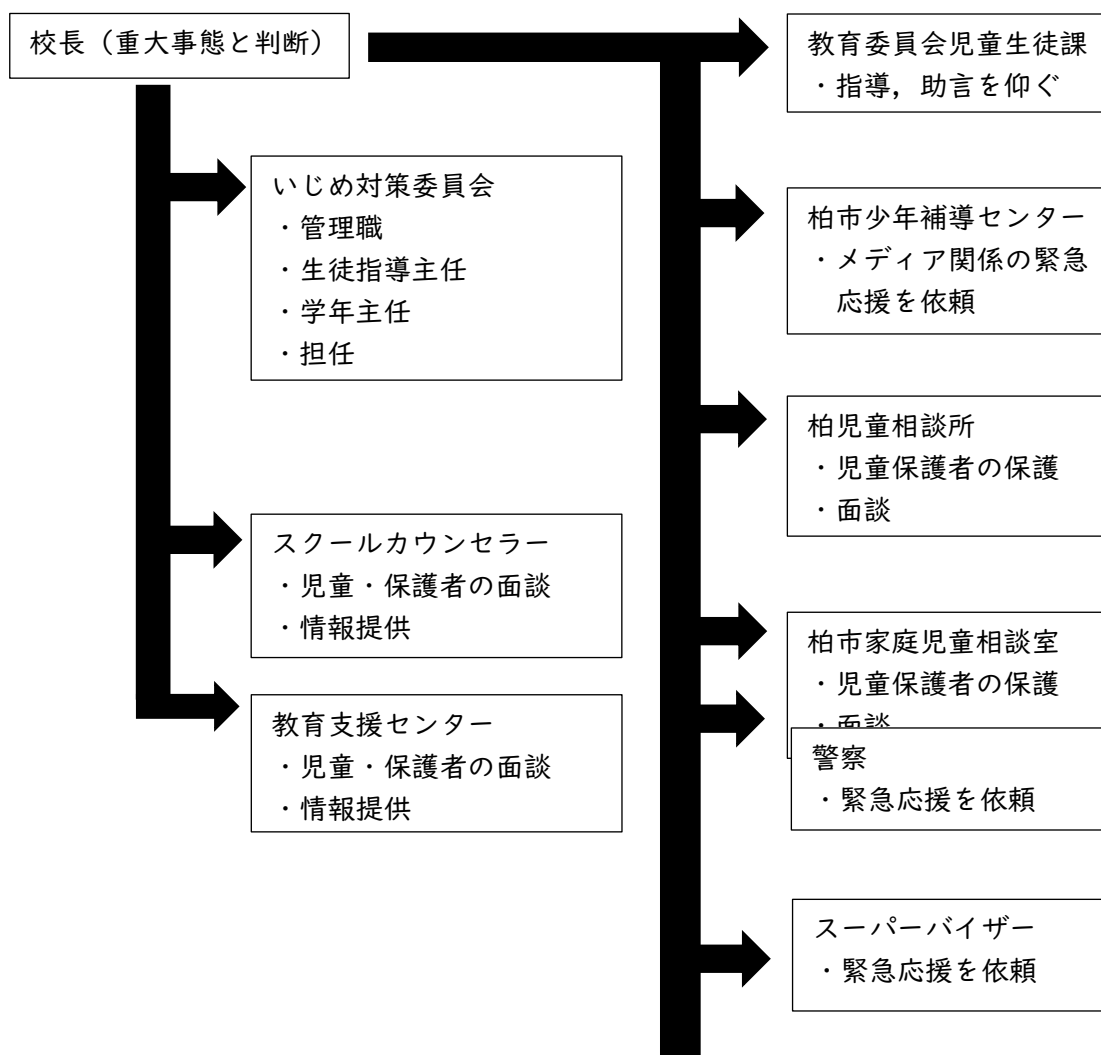 校長（重大事態と判断）
教育委員会児童生徒課
・指導，助言を仰ぐ
いじめ対策委員会
・管理職
・生徒指導主任
・学年主任
・担任
柏市少年補導センター
・メディア関係の緊急
応援を依頼
柏児童相談所
・児童保護者の保護
・面談
スクールカウンセラー
・児童・保護者の面談
・情報提供
柏市家庭児童相談室
・児童保護者の保護
・面談
教育支援センター
・児童・保護者の面談
・情報提供
警察
・緊急応援を依頼
スーパーバイザー
・緊急応援を依頼